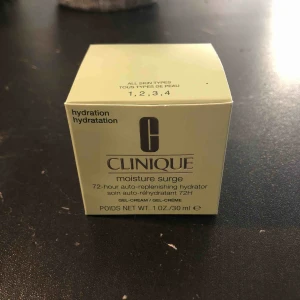 ALL SKIN TYPES
TOUS TYPES DE PEAU
1, 2, 3, 4
hydration
hydratation
C
CLINIQUE
moisture surge
72-hour auto-replenishing hydrator
soin auto-réhydratant 72H
GEL-CREAM / GEL-CRÈME
POIDS NET WT. 1 OZ./30 ml ℮